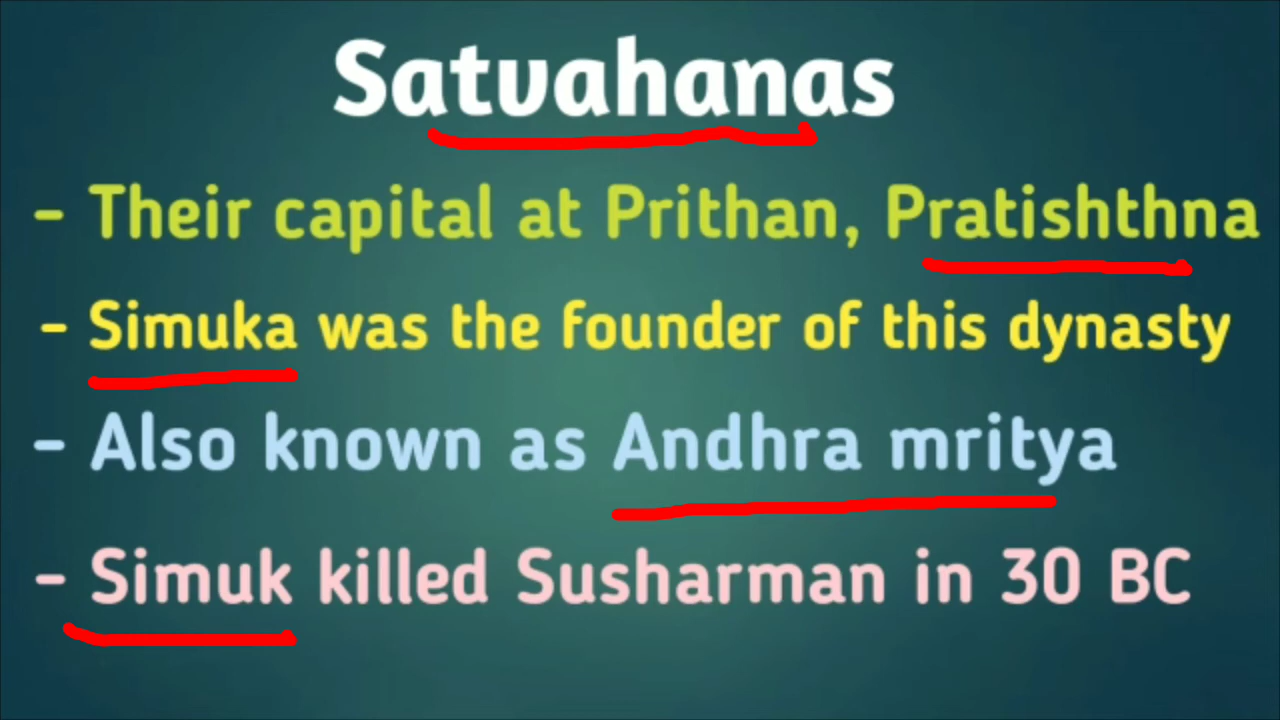 Satvahanas
- Their capital at Prithan, Pratishthna
- Simuka was the founder of this dynasty
- Also known as Andhra mritya
- Simuk killed Susharman in 30 BC